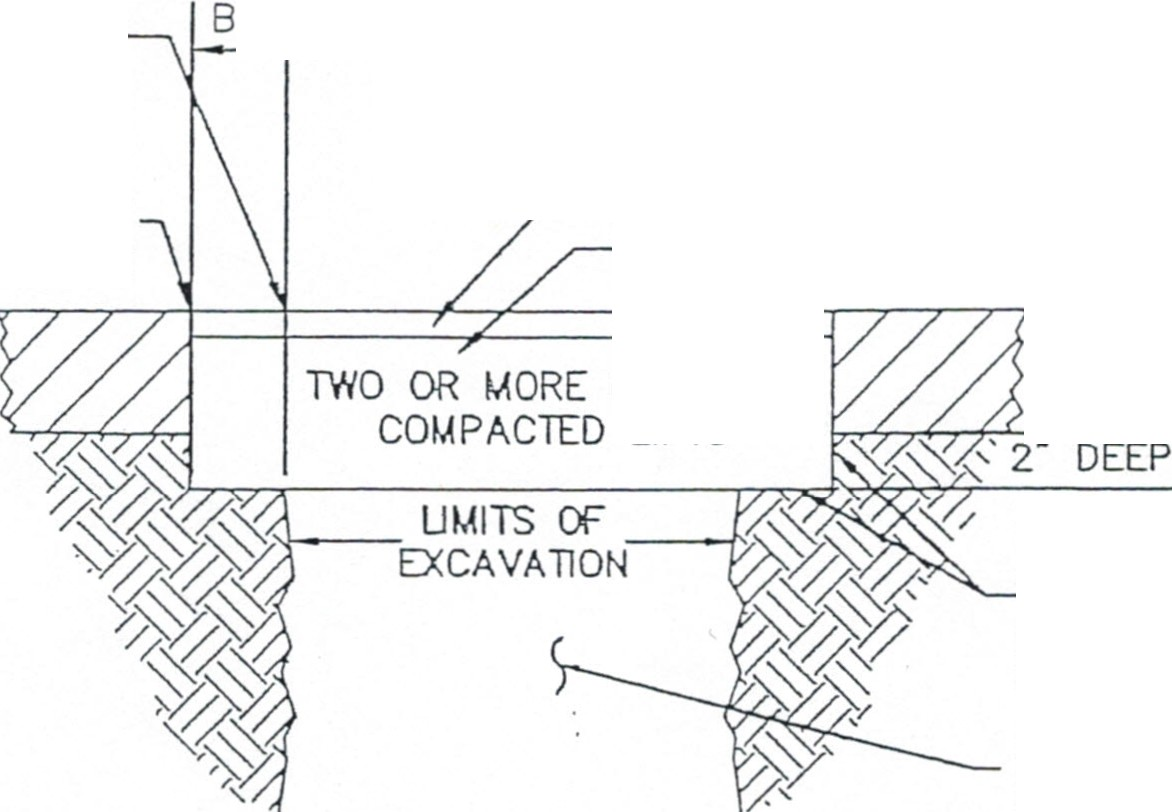 B
TWO OR MORE
COMPACTED
2" DEEP
LIMITS OF
EXCAVATION